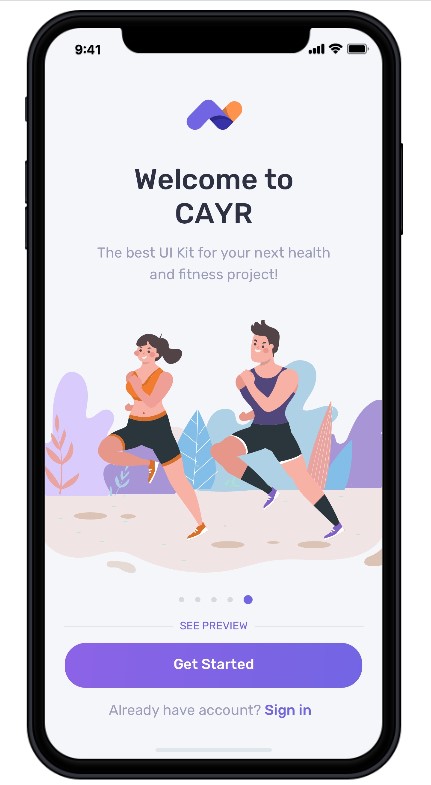 9:41
Welcome to
CAYR
The best UI Kit for your next health
and fitness project!
SEE PREVIEW
Get Started
Already have account? Sign in